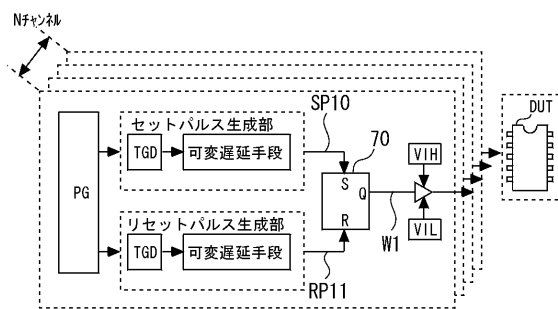 Nチャンネル
DUT
SP10
セットパルス生成部
TGD
可変遅延手段
70
VIH
PG
S
Q
R
リセットパルス生成部
TGD
可変遅延手段
W1
VIL
RP11